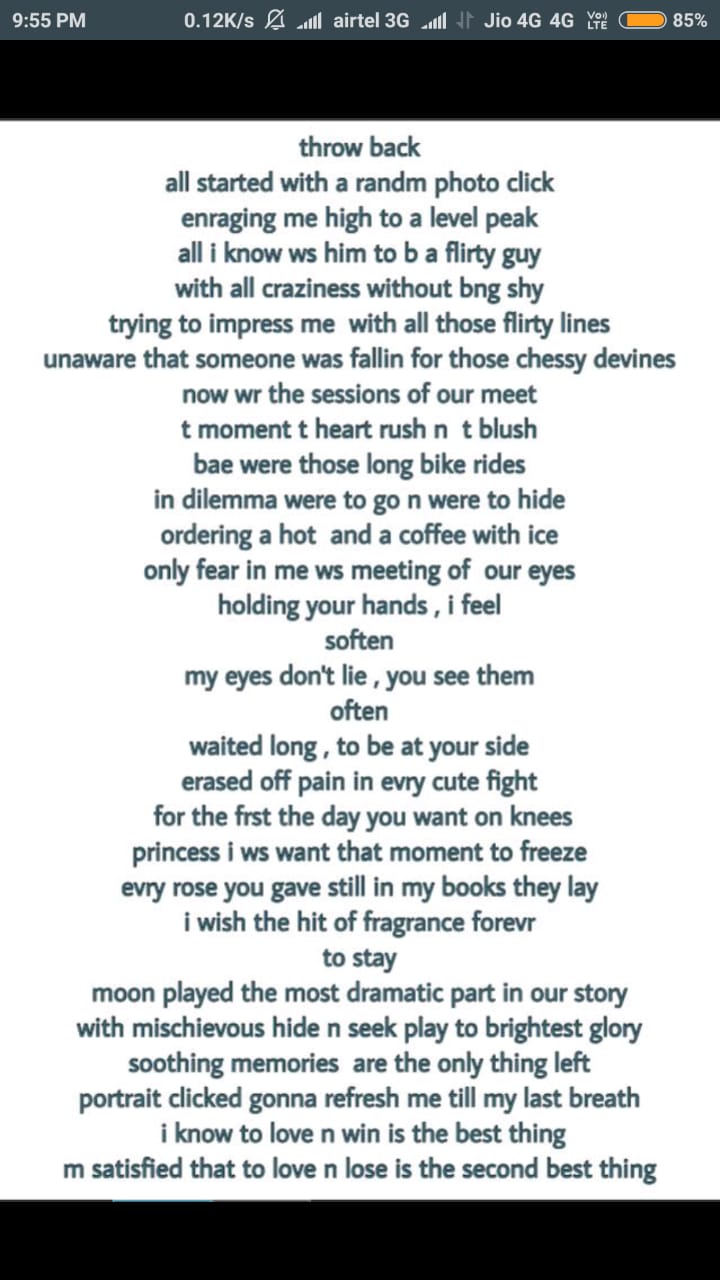 9:55 PM 0.12K/s airtel 3G Jio 4G 4G Vo)) LTE 85%
throw back
all started with a randm photo click
enraging me high to a level peak
all i know ws him to b a flirty guy
with all craziness without bng shy
trying to impress me with all those flirty lines
unaware that someone was fallin for those chessy devines
now wr the sessions of our meet
t moment t heart rush n t blush
bae were those long bike rides
in dilemma were to go n were to hide
ordering a hot and a coffee with ice
only fear in me ws meeting of our eyes
holding your hands , i feel
soften
my eyes don't lie , you see them
often
waited long , to be at your side
erased off pain in evry cute fight
for the frst the day you want on knees
princess i ws want that moment to freeze
evry rose you gave still in my books they lay
i wish the hit of fragrance forevr
to stay
moon played the most dramatic part in our story
with mischievous hide n seek play to brightest glory
soothing memories are the only thing left
portrait clicked gonna refresh me till my last breath
i know to love n win is the best thing
m satisfied that to love n lose is the second best thing